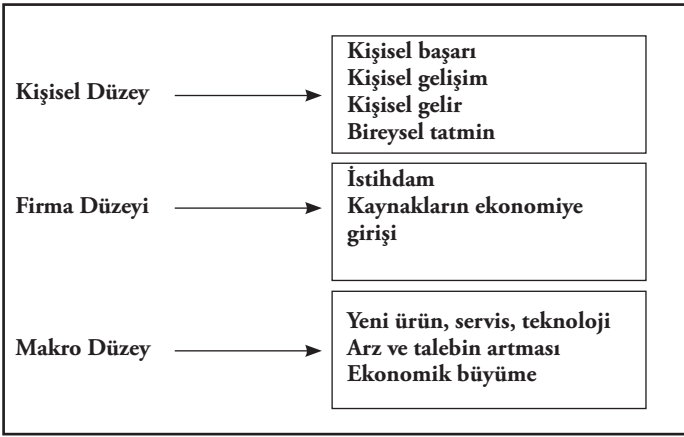 Kişisel Düzey
Kişisel başarı
Kişisel gelişim
Kişisel gelir
Bireysel tatmin
Firma Düzeyi
İstihdam
Kaynakların ekonomiye
girişi
Makro Düzey
Yeni ürün, servis, teknoloji
Arz ve talebin artması
Ekonomik büyüme